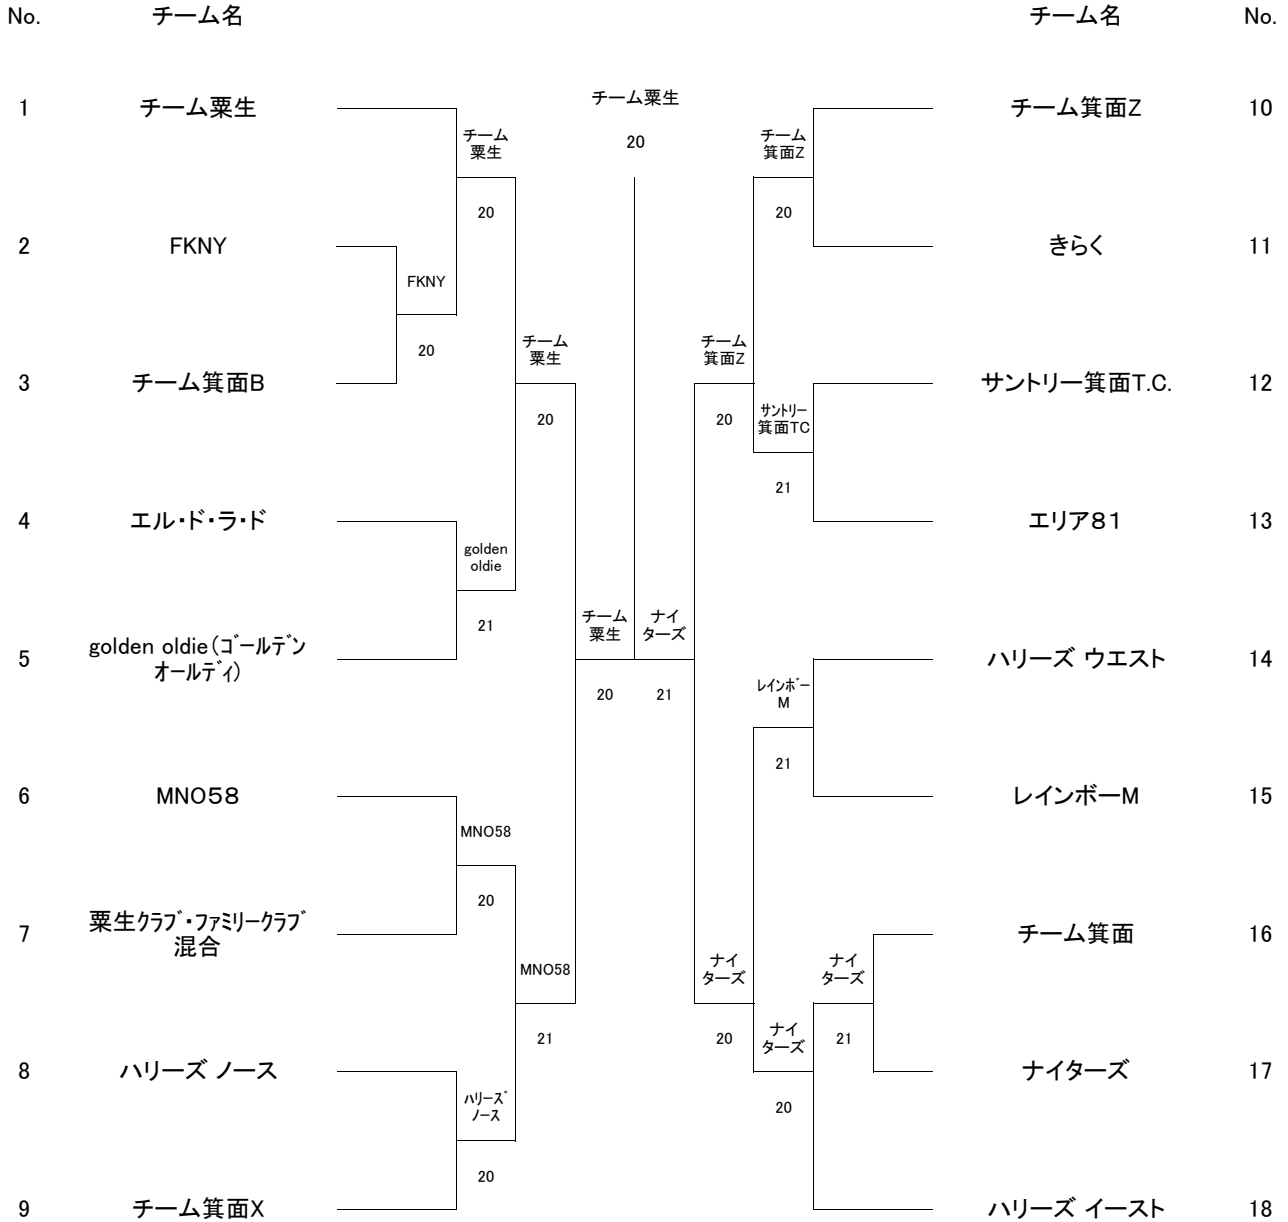 No. チーム名 チーム名 No.
チーム粟生
1 チーム粟生 チーム箕面Z 10
チーム
粟生
20
チーム
箕面Z
20
20
2 FKNY きらく 11
FKNY
20
チーム
粟生
チーム
箕面Z
3 チーム箕面B サントリー箕面T.C. 12
20
20
ｻﾝﾄﾘｰ
箕面TC
21
4 エル・ド・ラ・ド エリア８１ 13
golden
oldie
21
チーム
粟生
ナイ
ターズ
5 golden oldie（ｺﾞｰﾙﾃﾞﾝ
ｵｰﾙﾃﾞｨ） ハリーズ ウエスト 14
20
21
ﾚｲﾝﾎﾞｰ
M
21
6 MNO５８ レインボーM 15
MNO58
20
7 粟生ｸﾗﾌﾞ・ﾌｧﾐﾘｰｸﾗﾌﾞ
混合 チーム箕面 16
MNO58
ナイ
ターズ
ナイ
ターズ
21
20
ナイ
ターズ
21
8 ハリーズ ノース ナイターズ 17
ﾊﾘｰｽﾞ
ﾉｰｽ
20
20
9 チーム箕面X ハリーズ イースト 18